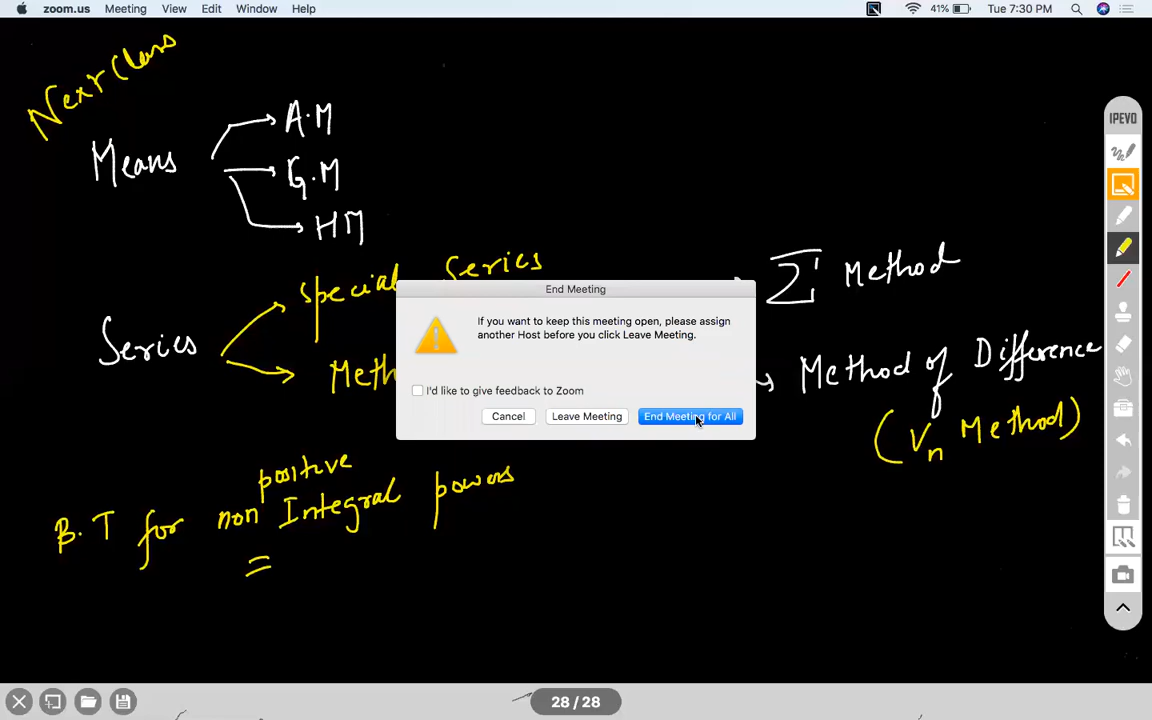 zoom.us Meeting View Edit Window Help 41% Tue 7:30 PM
Next Class
Means
A.M
G.M
HM
Series
Special Series
Meth
Σ Method
Method of Difference
(Vn Method)
End Meeting
If you want to keep this meeting open, please assign
another Host before you click Leave Meeting.
I'd like to give feedback to Zoom
Cancel Leave Meeting End Meeting for All
positive
B.T for non Integral powers
=
IPEVO
28 / 28